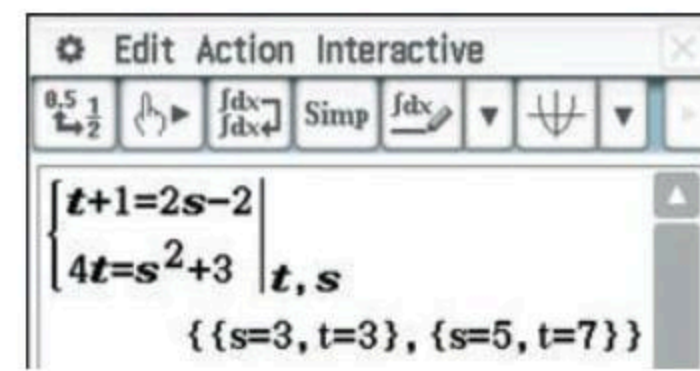 Edit Action Interactive
0.5 1 2 ∫dx ∫dx Simp ∫dx
t+1=2s-2
4t=s²+3 t,s
{{s=3,t=3},{s=5,t=7}}